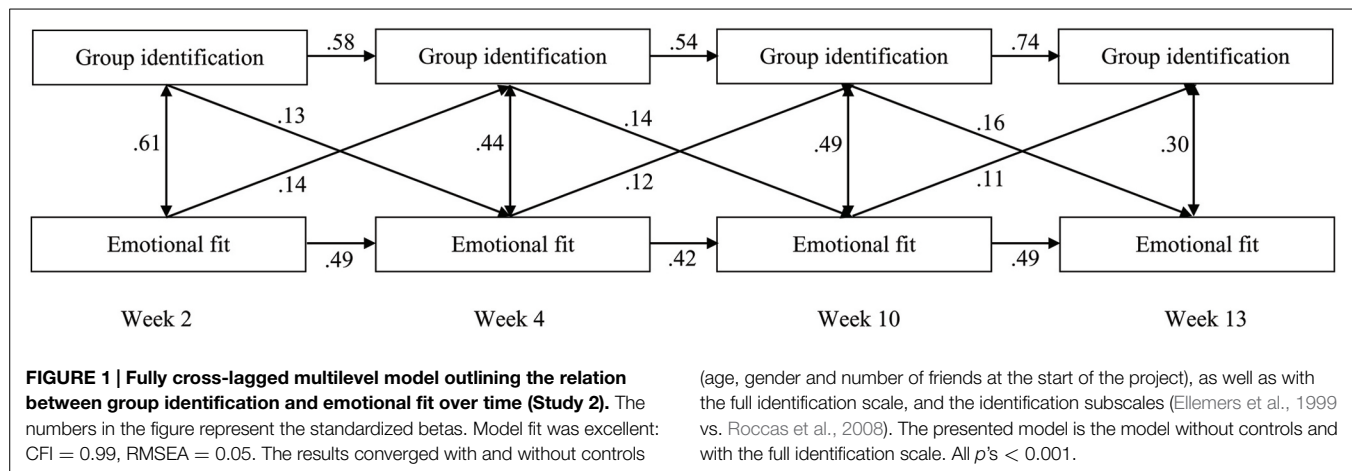 .58 .54 .74
Group identification Group identification Group identification Group identification
.13 .14 .16
.61 .44 .49 .30
.14 .12 .11
Emotional fit Emotional fit Emotional fit Emotional fit
.49 .42 .49
Week 2 Week 4 Week 10 Week 13
FIGURE 1 | Fully cross-lagged multilevel model outlining the relation
between group identification and emotional fit over time (Study 2). The
numbers in the figure represent the standardized betas. Model fit was excellent:
CFI = 0.99, RMSEA = 0.05. The results converged with and without controls
(age, gender and number of friends at the start of the project), as well as with
the full identification scale, and the identification subscales (Ellemers et al., 1999
vs. Roccas et al., 2008). The presented model is the model without controls and
with the full identification scale. All p's < 0.001.